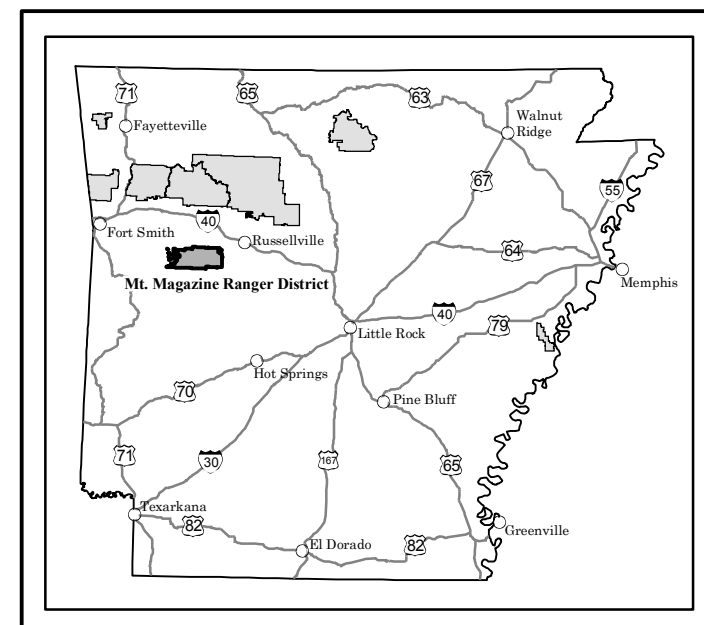 71
65
63
Walnut
Ridge
Fayetteville
67
55
40
Fort Smith
Russellville
64
Memphis
Mt. Magazine Ranger District
40
79
Little Rock
Hot Springs
70
Pine Bluff
71
30
167
65
Texarkana
82
Greenville
El Dorado
82